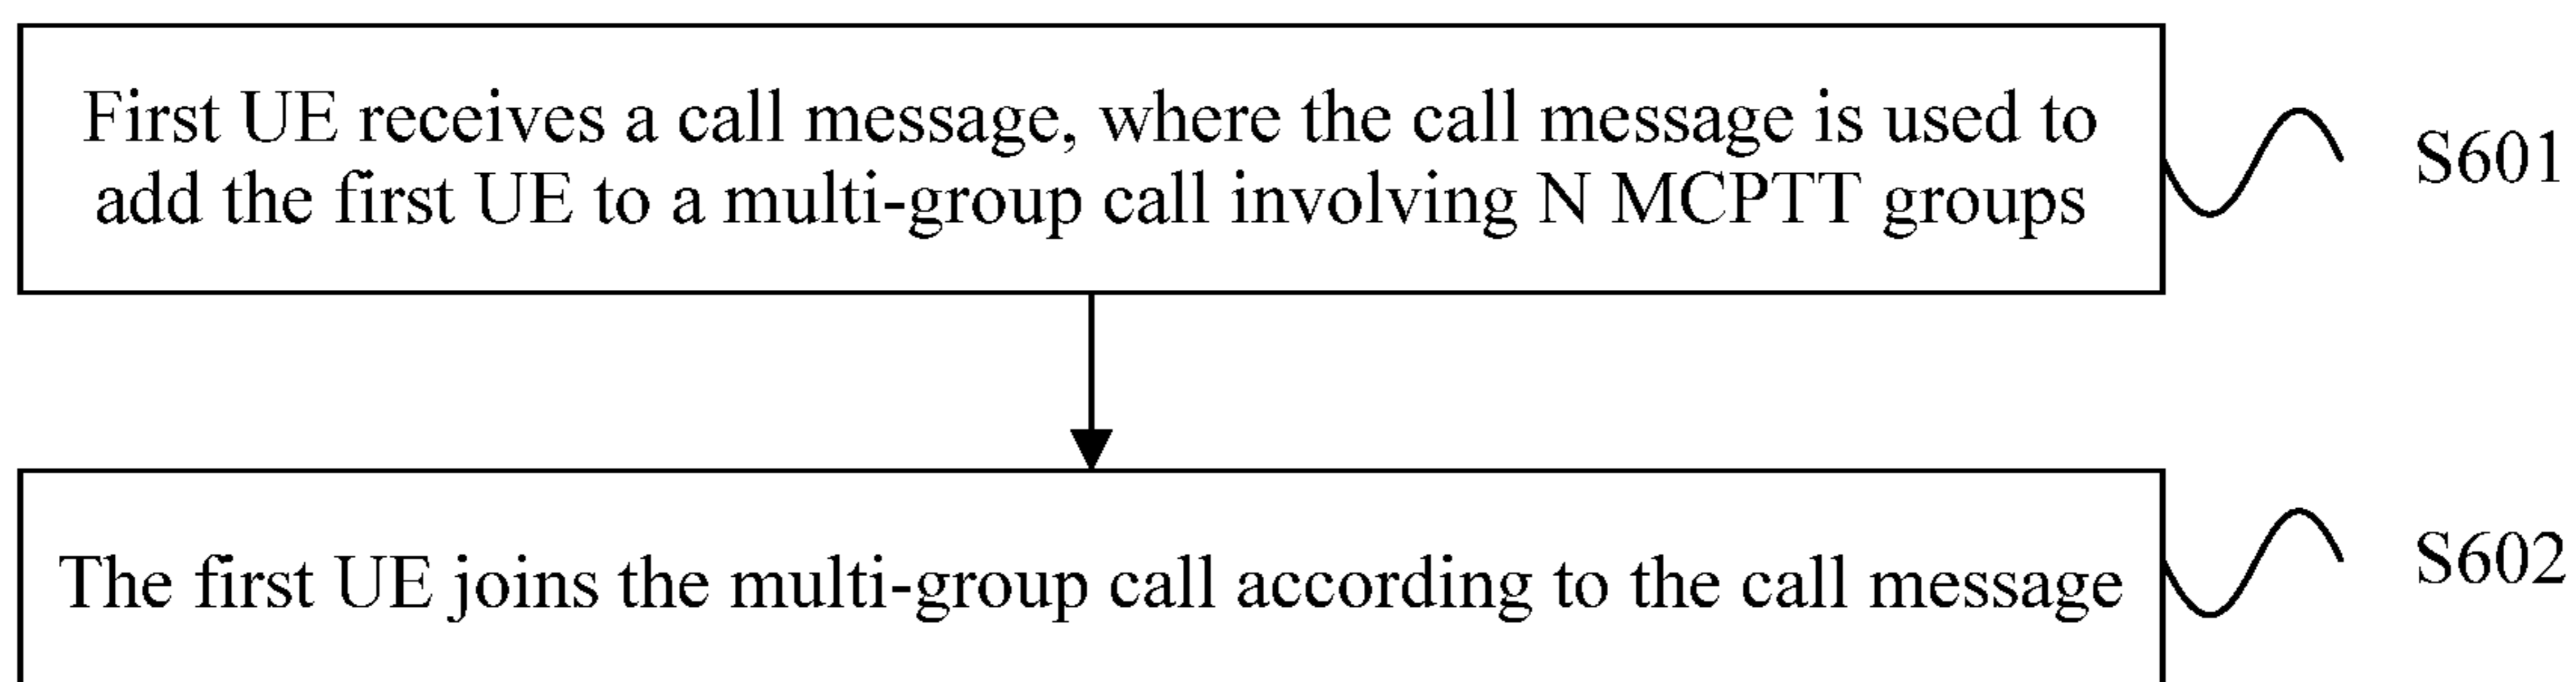 First UE receives a call message, where the call message is used to
add the first UE to a multi-group call involving N MCPTT groups
S601
The first UE joins the multi-group call according to the call message
S602